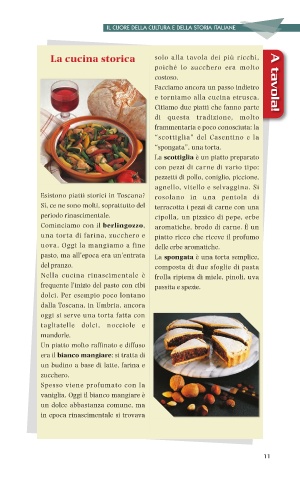 IL CUORE DELLA CULTURA E DELLA STORIA ITALIANE
A tavola!
La cucina storica
Esistono piatti storici in Toscana?
Sì, ce ne sono molti, soprattutto del
periodo rinascimentale.
Cominciamo con il berlingozzo,
una torta di farina, zucchero e
uova. Oggi la mangiamo a fine
pasto, ma all'epoca era un'entrata
del pranzo.
Nella cucina rinascimentale è
frequente l'inizio del pasto con cibi
dolci. Per esempio poco lontano
dalla Toscana, in Umbria, ancora
oggi si serve una torta fatta con
tagliatelle dolci, nocciole e
mandorle.
Un piatto molto raffinato e diffuso
era il bianco mangiare: si tratta di
un budino a base di latte, farina e
zucchero.
Spesso viene profumato con la
vaniglia. Oggi il bianco mangiare è
un dolce abbastanza comune, ma
in epoca rinascimentale si trovava
solo alla tavola dei più ricchi,
poiché lo zucchero era molto
costoso.
Facciamo ancora un passo indietro
e torniamo alla cucina etrusca.
Citiamo due piatti che fanno parte
di questa tradizione, molto
frammentaria e poco conosciuta: la
"scottiglia" del Casentino e la
"spongata", una torta.
La scottiglia è un piatto preparato
con pezzi di carne di vario tipo:
pezzetti di pollo, coniglio, piccione,
agnello, vitello e selvaggina. Si
rosolano in una pentola di
terracotta i pezzi di carne con una
cipolla, un pizzico di pepe, erbe
aromatiche, brodo di carne. È un
piatto ricco che riceve il profumo
delle erbe aromatiche.
La spongata è una torta semplice,
composta di due sfoglie di pasta
frolla ripiena di miele, pinoli, uva
passita e spezie.
11